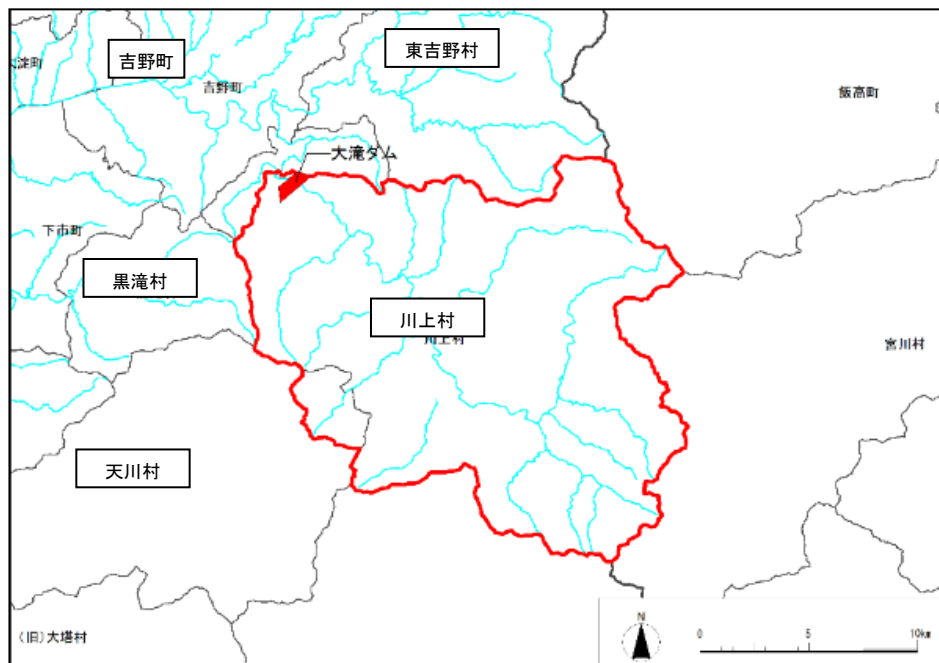 東吉野村
吉野町
淀町
吉野町
飯高町
大滝ダム
下市町
黒滝村
川上村
川上村
宮川村
天川村
(旧)大塔村
N
0 5 10km